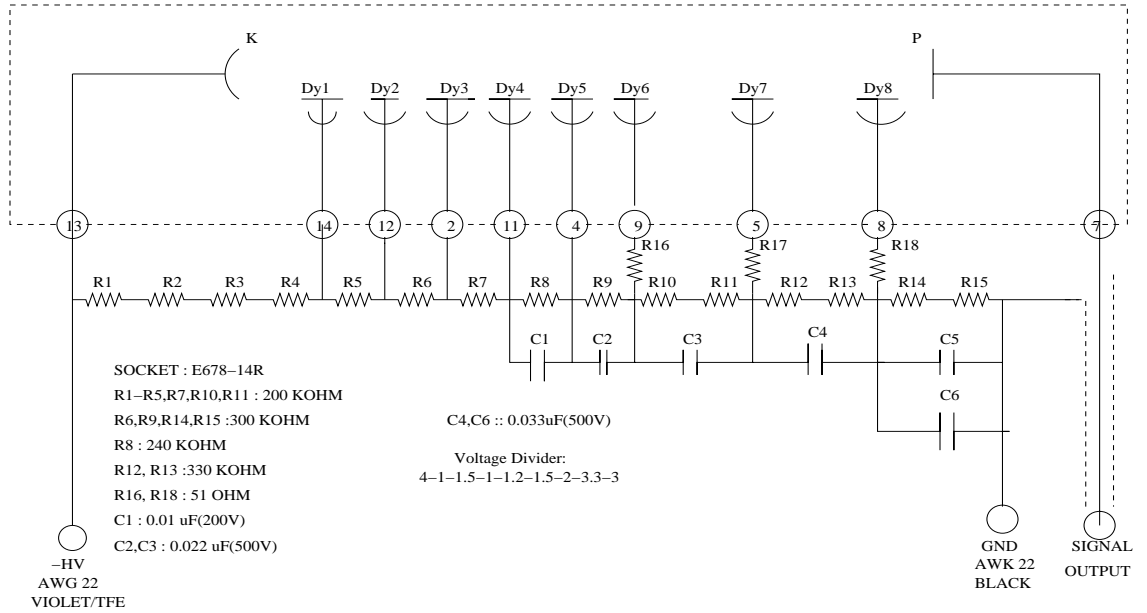 K
P
Dy1 Dy2 Dy3 Dy4 Dy5 Dy6 Dy7 Dy8
13 14 12 2 11 4 9 5 8 7
R16 R17 R18
R1 R2 R3 R4 R5 R6 R7 R8 R9 R10 R11 R12 R13 R14 R15
C1 C2 C3 C4 C5
C6
SOCKET : E678−14R
R1−R5,R7,R10,R11 : 200 KOHM
R6,R9,R14,R15 :300 KOHM
R8 : 240 KOHM
R12, R13 :330 KOHM
R16, R18 : 51 OHM
C1 : 0.01 uF(200V)
C2,C3 : 0.022 uF(500V)
C4,C6 :: 0.033uF(500V)
Voltage Divider:
4−1−1.5−1−1.2−1.5−2−3.3−3
−HV
AWG 22
VIOLET/TFE
GND
AWK 22
BLACK
SIGNAL
OUTPUT